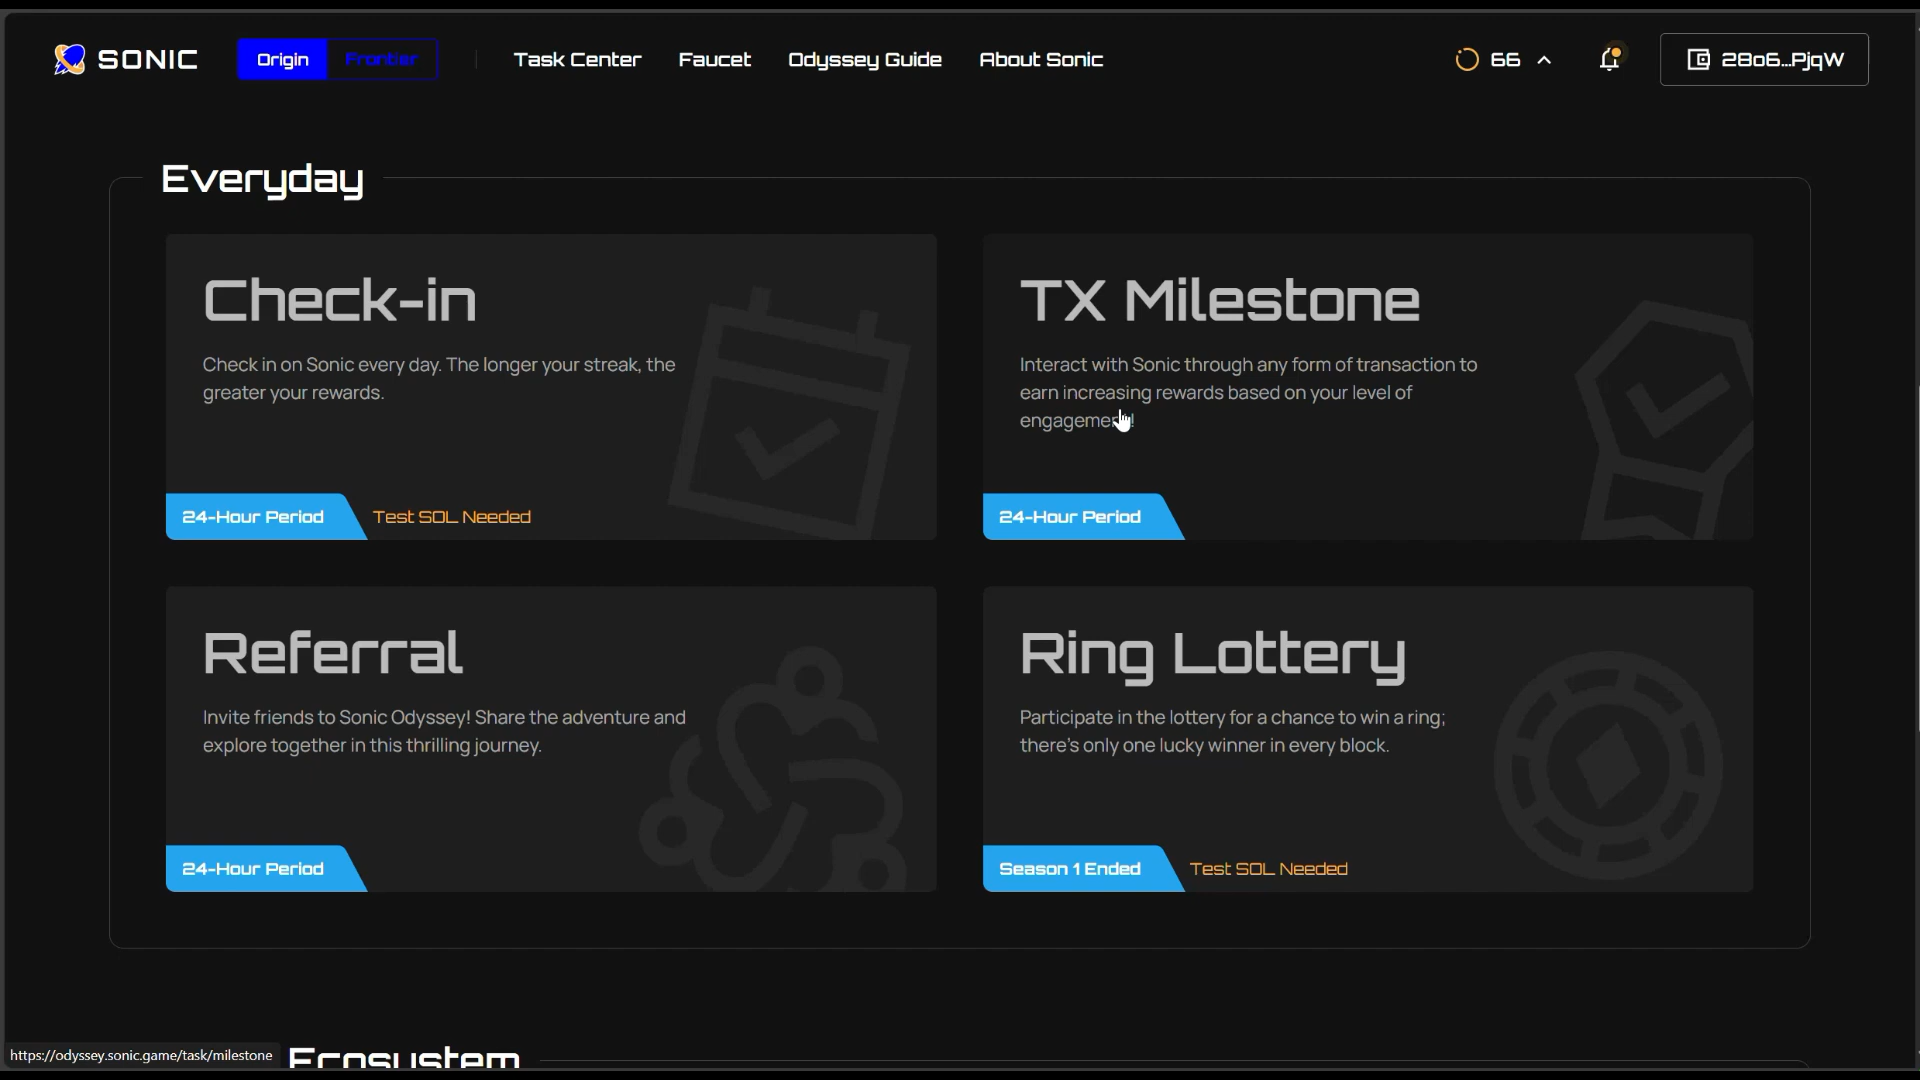 SONIC
Origin
Frontier
Task Center
Faucet
Odyssey Guide
About Sonic
66
28o6...PjqW
Everyday
Check-in
Check in on Sonic every day. The longer your streak, the
greater your rewards.
24-Hour Period
Test SOL Needed
TX Milestone
Interact with Sonic through any form of transaction to
earn increasing rewards based on your level of
engagement!
24-Hour Period
Referral
Invite friends to Sonic Odyssey! Share the adventure and
explore together in this thrilling journey.
24-Hour Period
Ring Lottery
Participate in the lottery for a chance to win a ring;
there's only one lucky winner in every block.
Season 1 Ended
Test SOL Needed
Ecosystem
https://odyssey.sonic.game/task/milestone